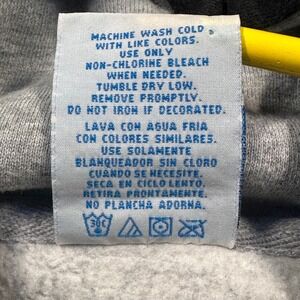 MACHINE WASH COLD
WITH LIKE COLORS.
USE ONLY
NON-CHLORINE BLEACH
WHEN NEEDED.
TUMBLE DRY LOW.
REMOVE PROMPTLY.
DO NOT IRON IF DECORATED.
LAVA CON AGUA FRIA
CON COLORES SIMILARES.
USE SOLAMENTE
BLANQUEADOR SIN CLORO
CUANDO SE NECESITE.
SECA EN CICLO LENTO.
RETIRA PRONTAMENTE.
NO PLANCHA ADORNA.
30C